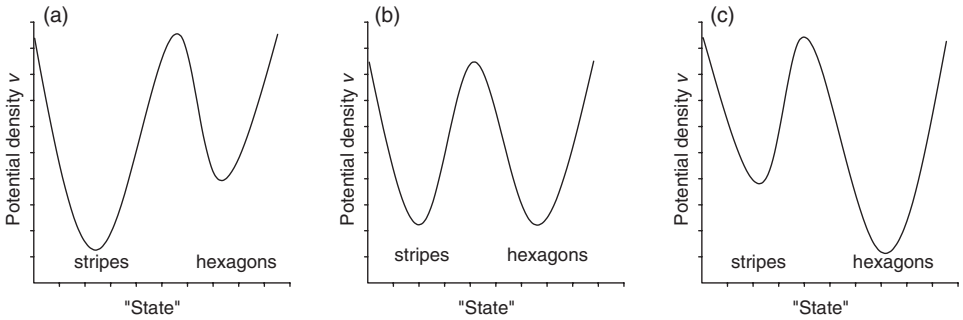 (a)
Potential density v
stripes
hexagons
"State"
(b)
Potential density v
stripes
hexagons
"State"
(c)
Potential density v
stripes
hexagons
"State"